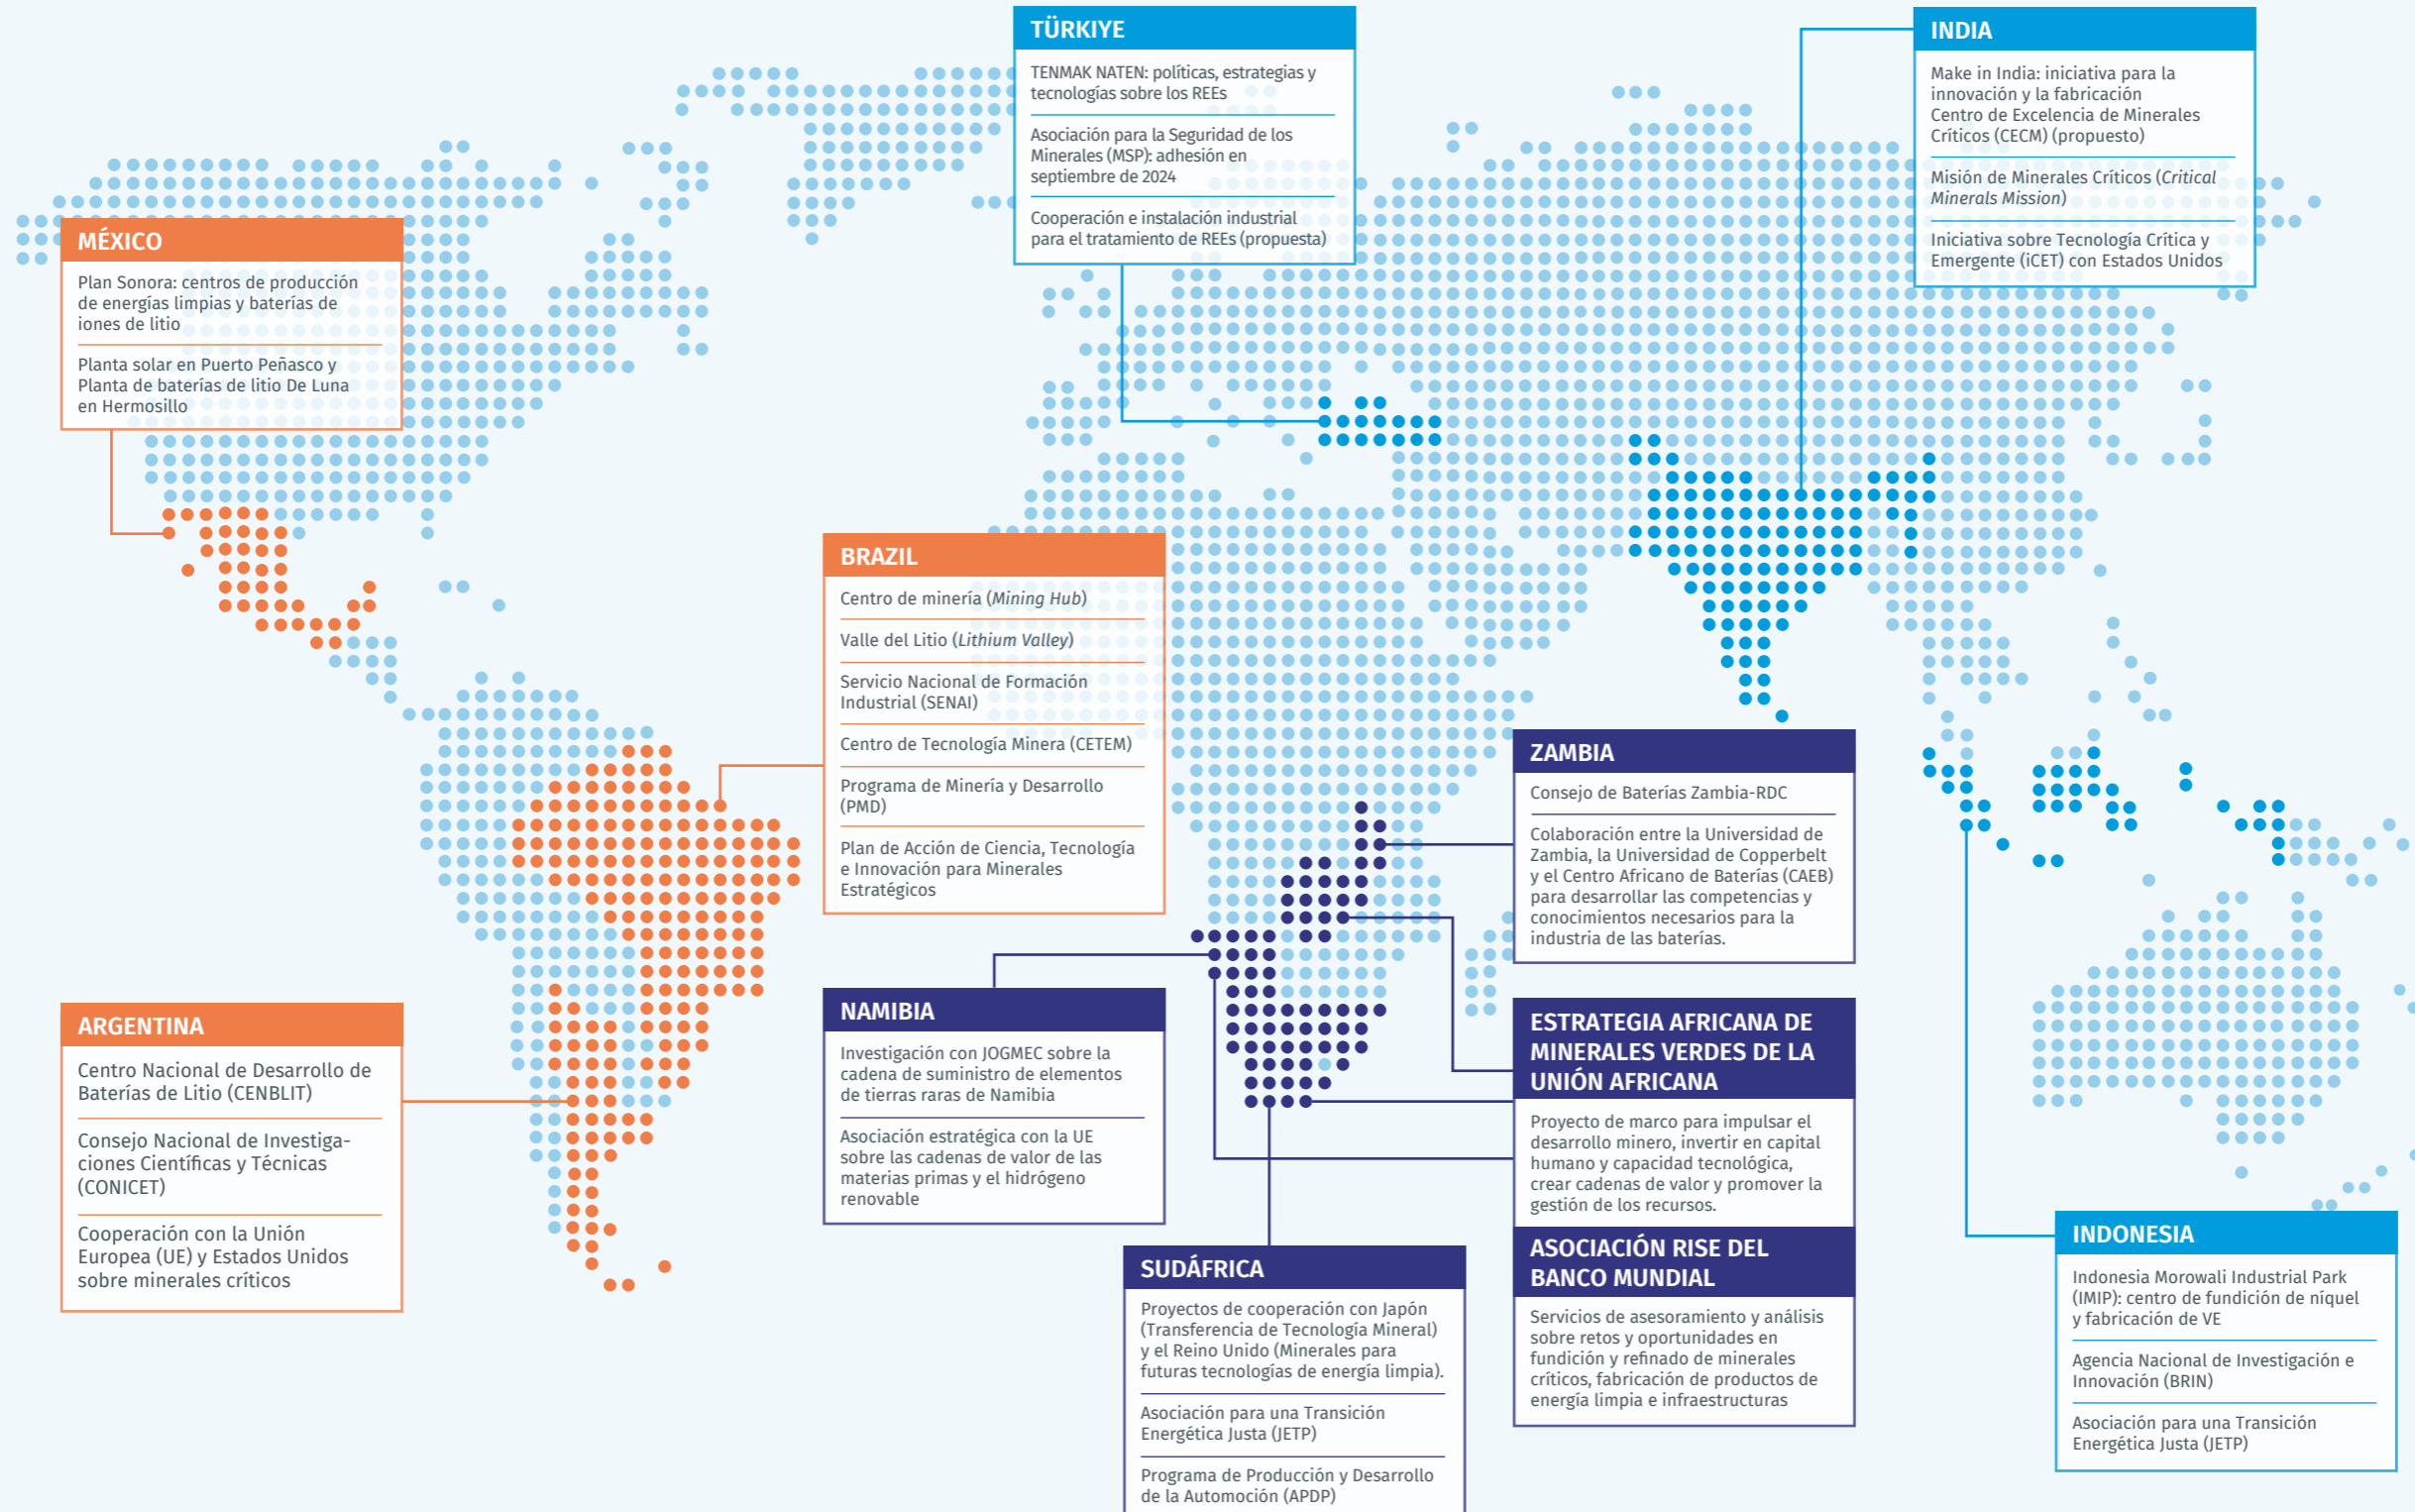 TÜRKIYE
TENMAK NATEN: políticas, estrategias y
tecnologías sobre los REEs
Asociación para la Seguridad de los
Minerales (MSP): adhesión en
septiembre de 2024
Cooperación e instalación industrial
para el tratamiento de REEs (propuesta)
INDIA
Make in India: iniciativa para la
innovación y la fabricación
Centro de Excelencia de Minerales
Críticos (CECM) (propuesto)
Misión de Minerales Críticos (Critical
Minerals Mission)
Iniciativa sobre Tecnología Crítica y
Emergente (iCET) con Estados Unidos
MÉXICO
Plan Sonora: centros de producción
de energías limpias y baterías de
iones de litio
Planta solar en Puerto Peñasco y
Planta de baterías de litio De Luna
en Hermosillo
BRAZIL
Centro de minería (Mining Hub)
Valle del Litio (Lithium Valley)
Servicio Nacional de Formación
Industrial (SENAI)
Centro de Tecnología Minera (CETEM)
Programa de Minería y Desarrollo
(PMD)
Plan de Acción de Ciencia, Tecnología
e Innovación para Minerales
Estratégicos
ZAMBIA
Consejo de Baterías Zambia-RDC
Colaboración entre la Universidad de
Zambia, la Universidad de Copperbelt
y el Centro Africano de Baterías (CAEB)
para desarrollar las competencias y
conocimientos necesarios para la
industria de las baterías.
ARGENTINA
Centro Nacional de Desarrollo de
Baterías de Litio (CENBLIT)
Consejo Nacional de Investiga-
ciones Científicas y Técnicas
(CONICET)
Cooperación con la Unión
Europea (UE) y Estados Unidos
sobre minerales críticos
NAMIBIA
Investigación con JOGMEC sobre la
cadena de suministro de elementos
de tierras raras de Namibia
Asociación estratégica con la UE
sobre las cadenas de valor de las
materias primas y el hidrógeno
renovable
ESTRATEGIA AFRICANA DE
MINERALES VERDES DE LA
UNIÓN AFRICANA
Proyecto de marco para impulsar el
desarrollo minero, invertir en capital
humano y capacidad tecnológica,
crear cadenas de valor y promover la
gestión de los recursos.
ASOCIACIÓN RISE DEL
BANCO MUNDIAL
Servicios de asesoramiento y análisis
sobre retos y oportunidades en
fundición y refinado de minerales
críticos, fabricación de productos de
energía limpia e infraestructuras
SUDÁFRICA
Proyectos de cooperación con Japón
(Transferencia de Tecnología Mineral)
y el Reino Unido (Minerales para
futuras tecnologías de energía limpia).
Asociación para una Transición
Energética Justa (JETP)
Programa de Producción y Desarrollo
de la Automoción (APDP)
INDONESIA
Indonesia Morowali Industrial Park
(IMIP): centro de fundición de níquel
y fabricación de VE
Agencia Nacional de Investigación e
Innovación (BRIN)
Asociación para una Transición
Energética Justa (JETP)